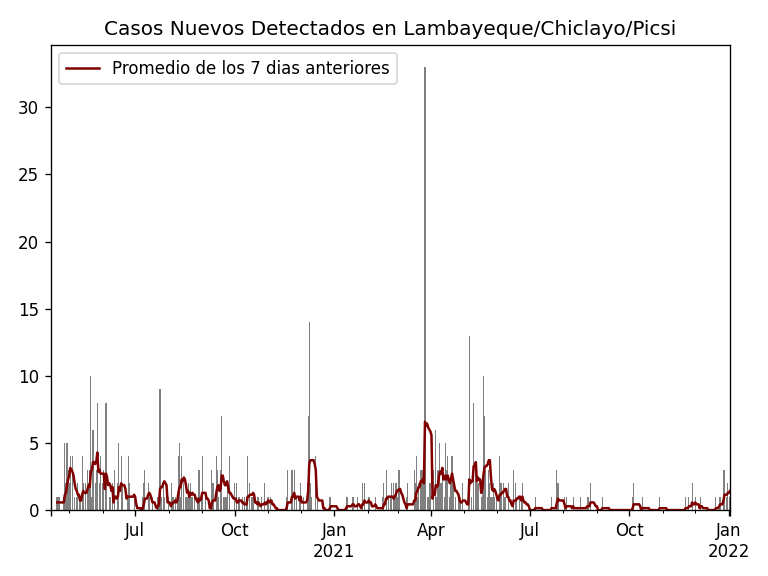 Casos Nuevos Detectados en Lambayeque/Chiclayo/Picsi
Promedio de los 7 dias anteriores
30
25
20
15
10
5
0
Jul
Oct
Jan
2021
Apr
Jul
Oct
Jan
2022